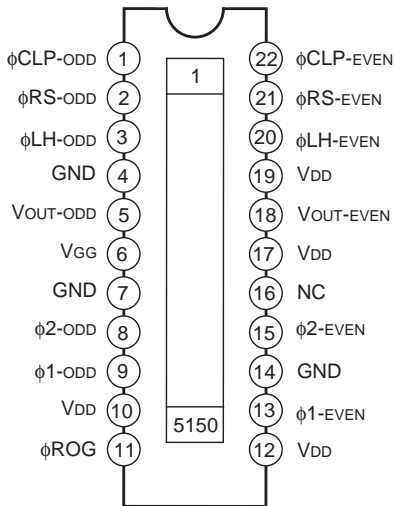 φCLP-ODD 1 1 22 φCLP-EVEN
φRS-ODD 2 21 φRS-EVEN
φLH-ODD 3 20 φLH-EVEN
GND 4 19 VDD
VOUT-ODD 5 18 VOUT-EVEN
VGG 6 17 VDD
GND 7 16 NC
φ2-ODD 8 15 φ2-EVEN
φ1-ODD 9 14 GND
VDD 10 5150 13 φ1-EVEN
φROG 11 12 VDD